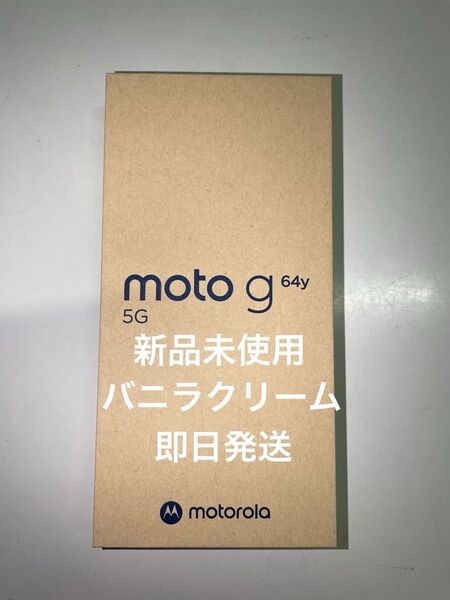 moto g 64y
5G
新品未使用
バニラクリーム
即日発送
motorola